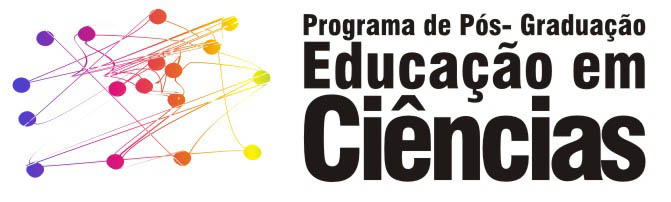 Programa de Pós- Graduação
Educação em
Ciências